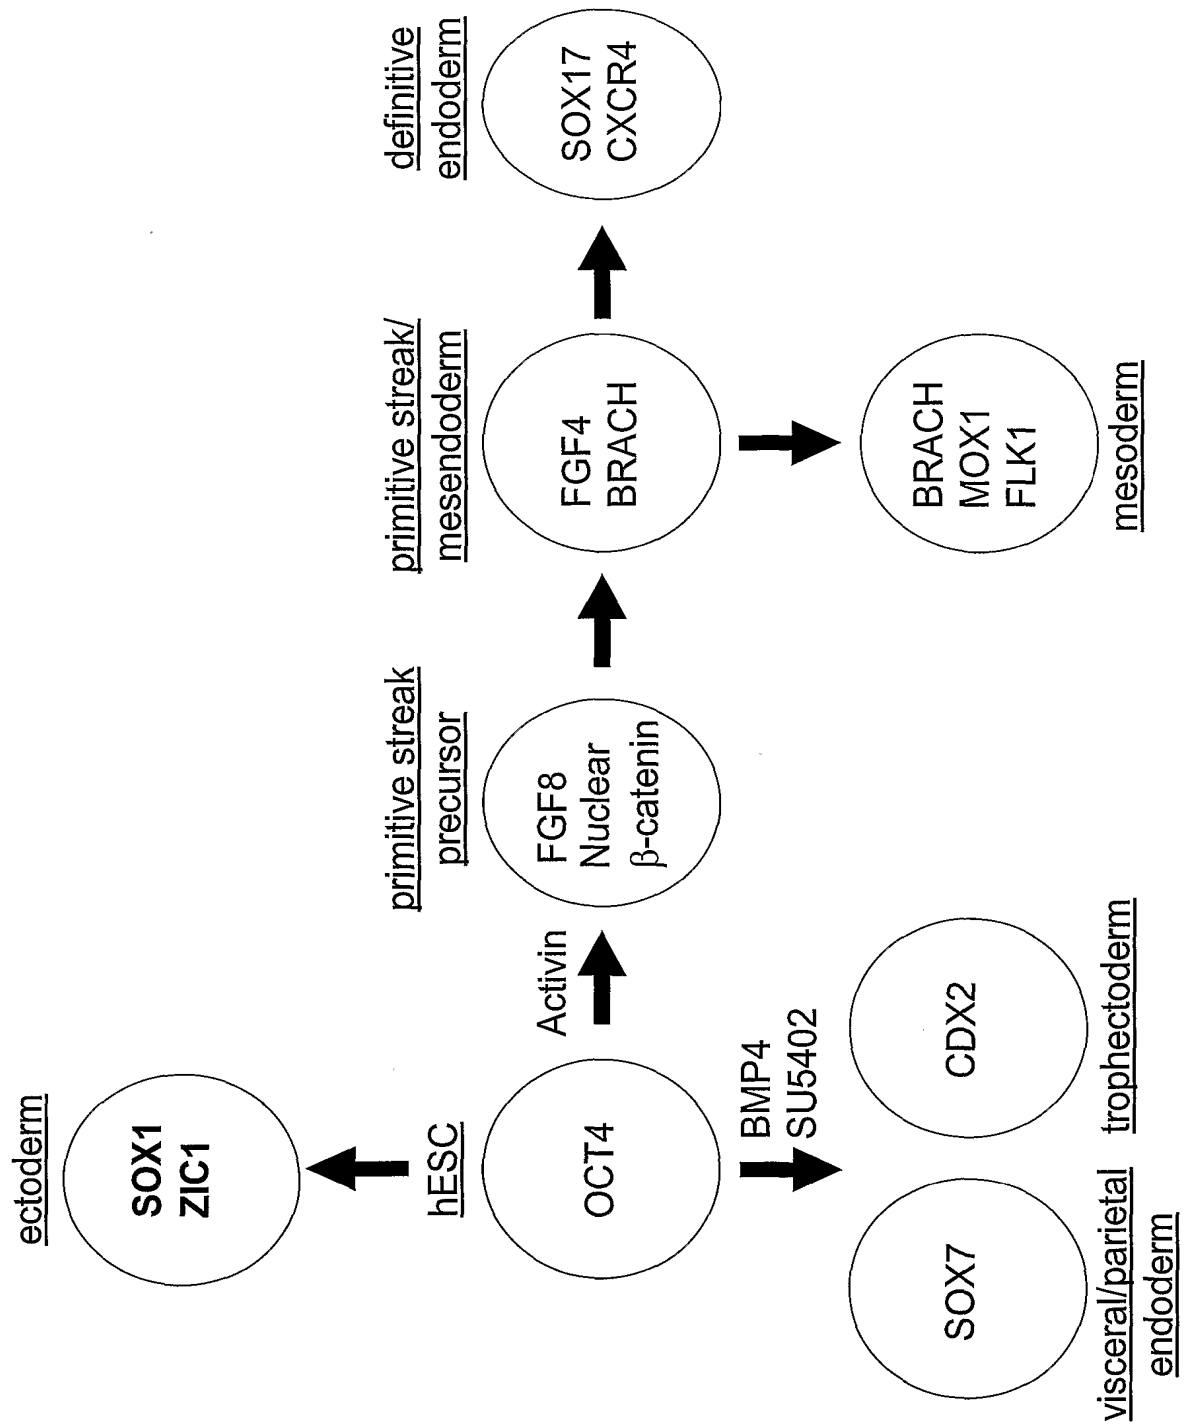 ectoderm
SOX1
ZIC1
hESC
OCT4
Activin
primitive streak
precursor
FGF8
Nuclear
β-catenin
primitive streak/
mesendoderm
FGF4
BRACH
definitive
endoderm
SOX17
CXCR4
BMP4
SU5402
SOX7
visceral/parietal
endoderm
CDX2
trophectoderm
BRACH
MOX1
FLK1
mesoderm